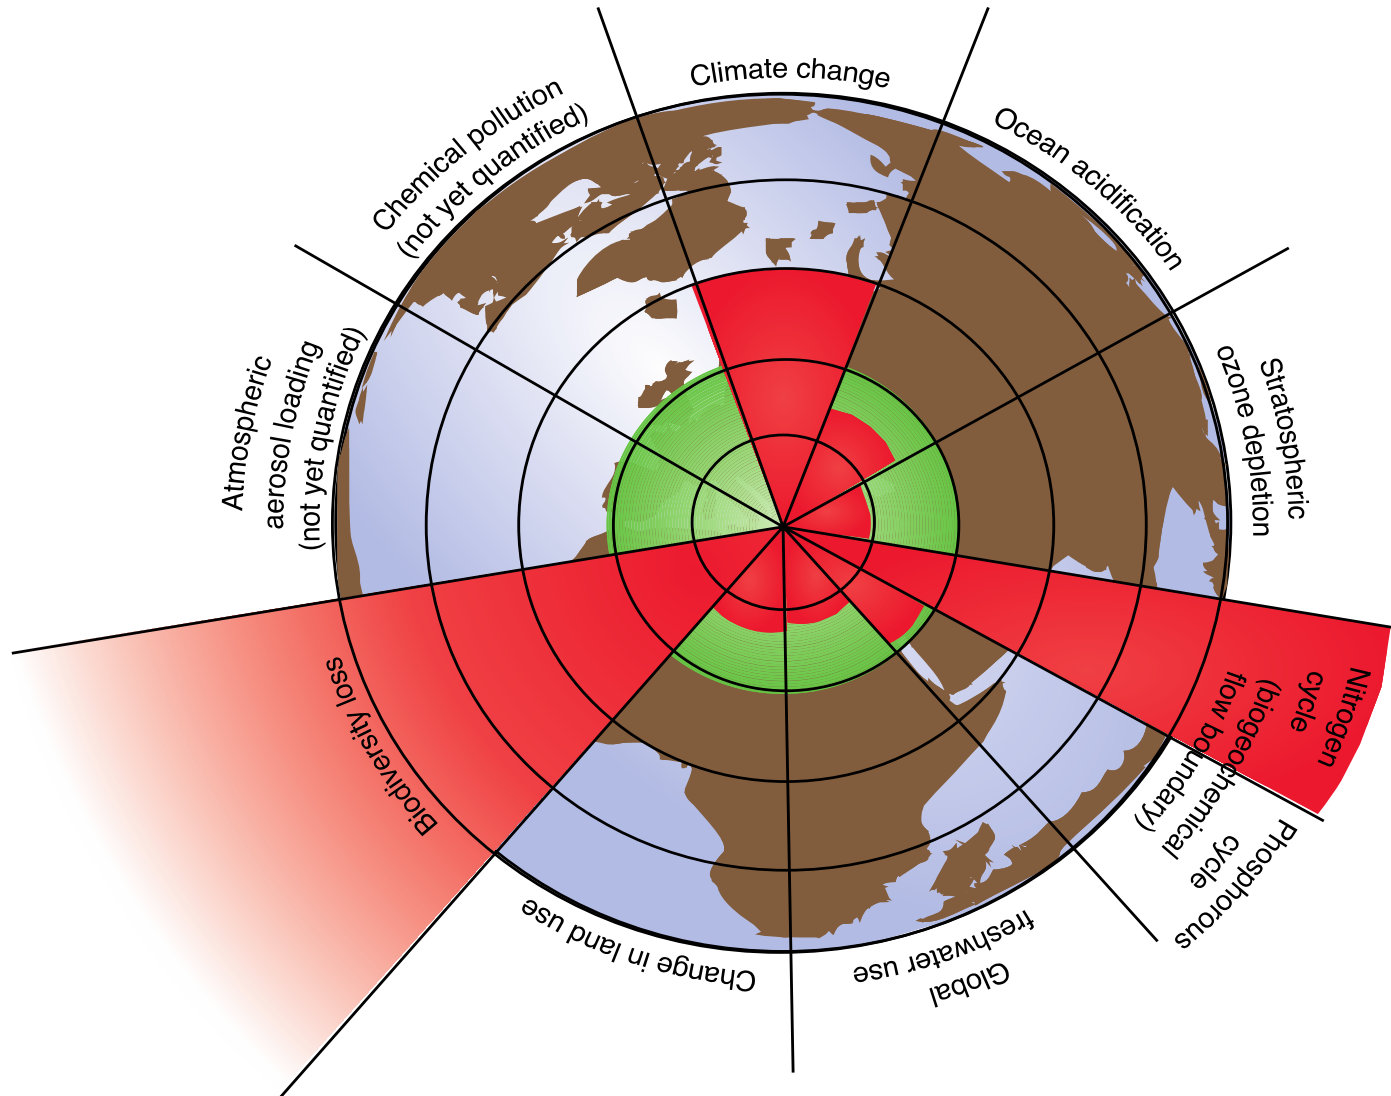 Climate change
Ocean acidification
Stratospheric
ozone depletion
Nitrogen
cycle
(biogeochemical
flow boundary)
Phosphorous
cycle
Global
freshwater use
Change in land use
Biodiversity loss
Atmospheric
aerosol loading
(not yet quantified)
Chemical pollution
(not yet quantified)